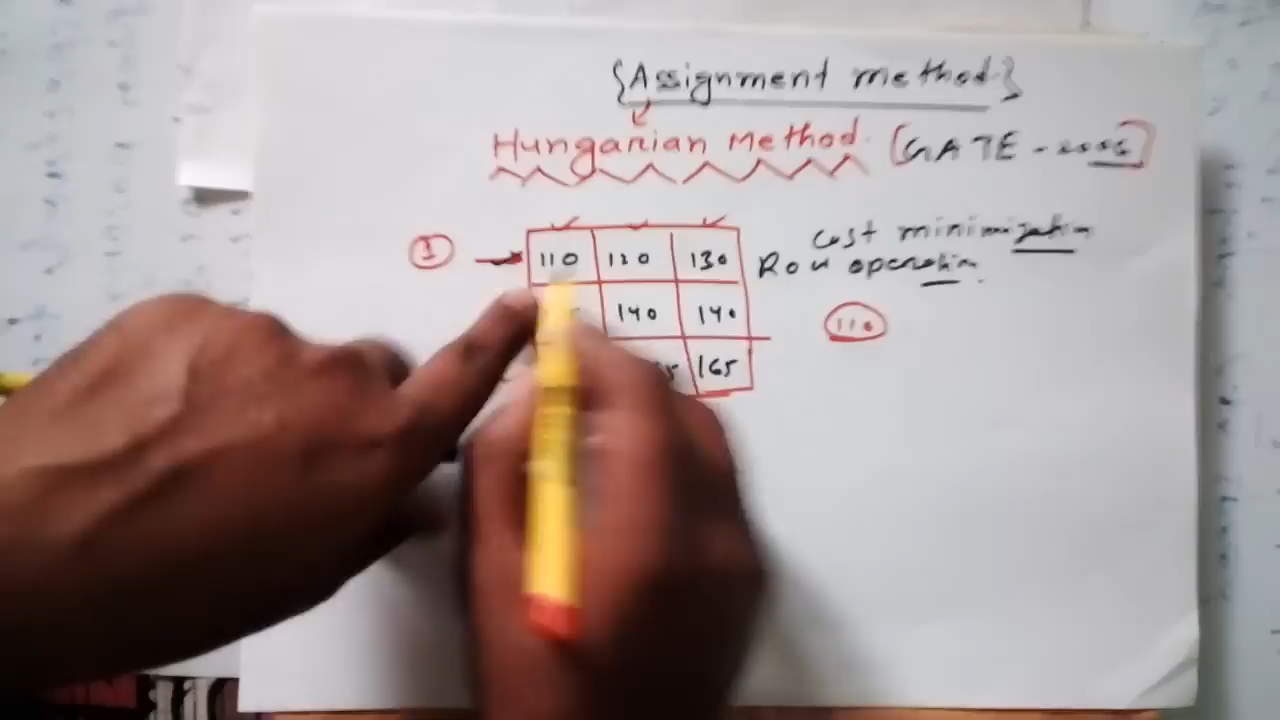 {Assignment method}
Hungarian Method. [GATE - 2006]
cost minimization
① 110 120 130 Row operation.
140 140 110
165